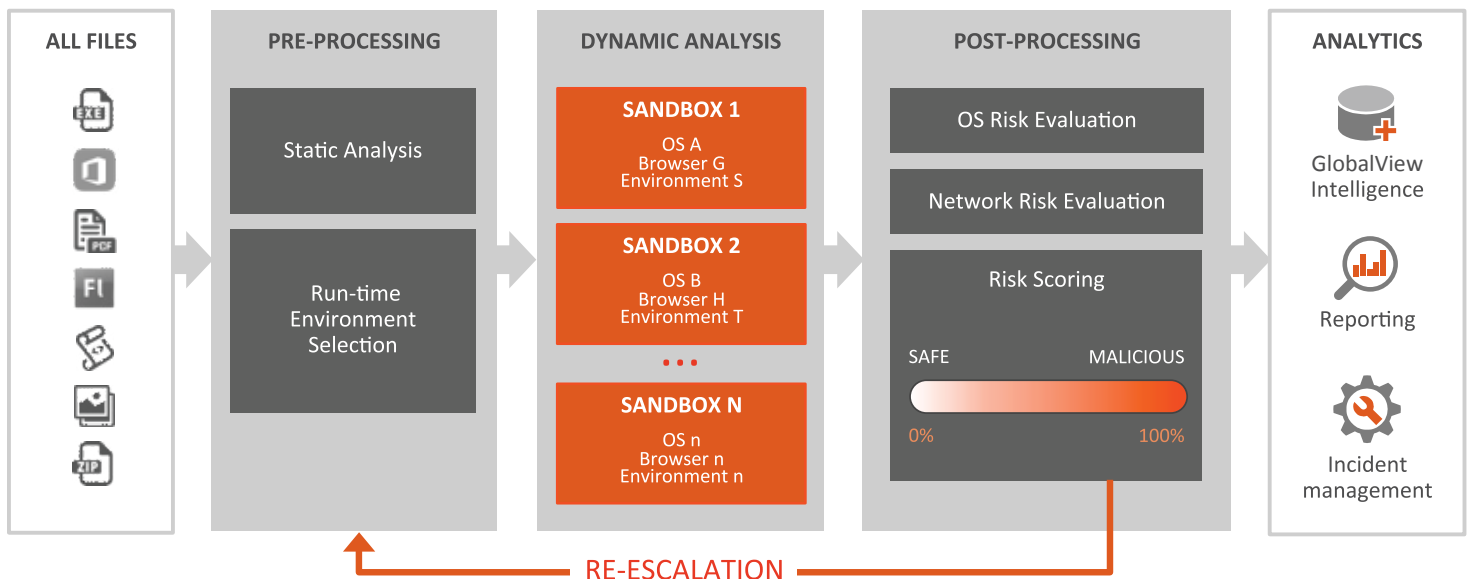 ALL FILES
EXE
PDF
Fl
ZIP
PRE-PROCESSING
Static Analysis
Run-time
Environment
Selection
DYNAMIC ANALYSIS
SANDBOX 1
OS A
Browser G
Environment S
SANDBOX 2
OS B
Browser H
Environment T
...
SANDBOX N
OS n
Browser n
Environment n
POST-PROCESSING
OS Risk Evaluation
Network Risk Evaluation
Risk Scoring
SAFE MALICIOUS
0% 100%
ANALYTICS
GlobalView
Intelligence
Reporting
Incident
management
RE-ESCALATION